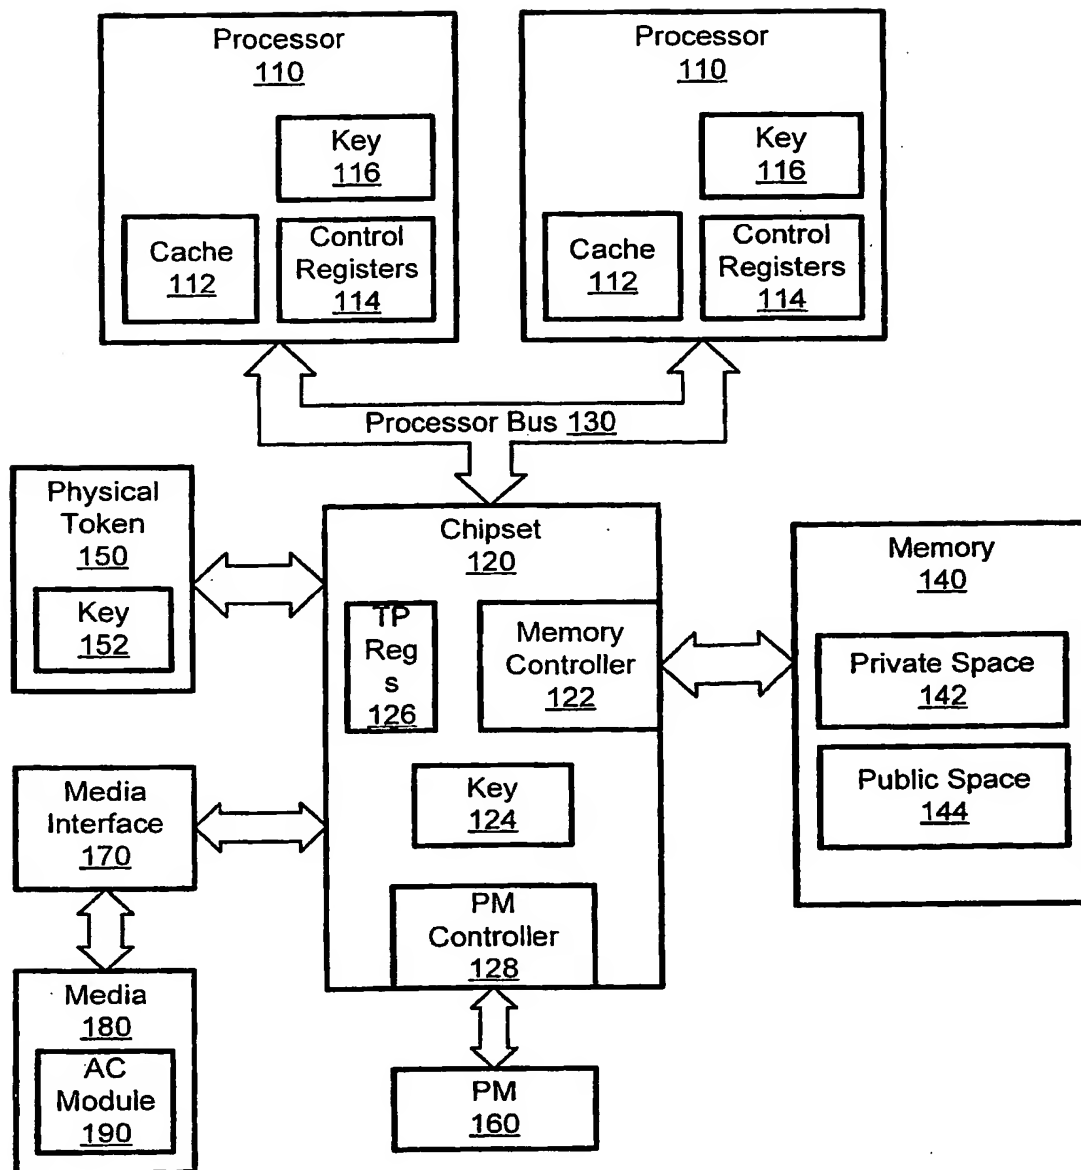 Processor
110
Key
116
Cache
112
Control
Registers
114
Processor
110
Key
116
Cache
112
Control
Registers
114
Processor Bus 130
Physical
Token
150
Key
152
Chipset
120
TP
Reg
s
126
Memory
Controller
122
Key
124
PM
Controller
128
Memory
140
Private Space
142
Public Space
144
Media
Interface
170
Media
180
AC
Module
190
PM
160